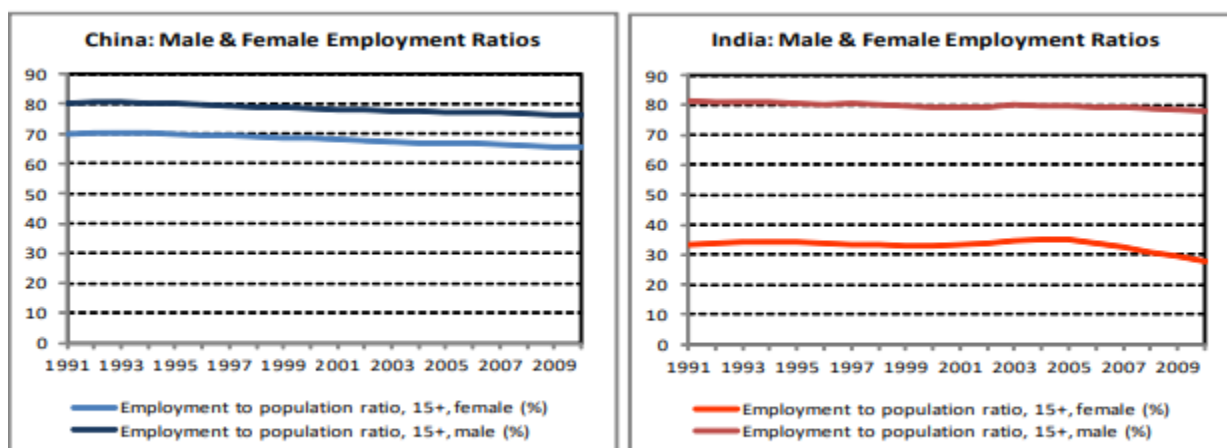 China: Male & Female Employment Ratios
90
80
70
60
50
40
30
20
10
0
1991 1993 1995 1997 1999 2001 2003 2005 2007 2009
Employment to population ratio, 15+, female (%)
Employment to population ratio, 15+, male (%)
India: Male & Female Employment Ratios
90
80
70
60
50
40
30
20
10
0
1991 1993 1995 1997 1999 2001 2003 2005 2007 2009
Employment to population ratio, 15+, female (%)
Employment to population ratio, 15+, male (%)